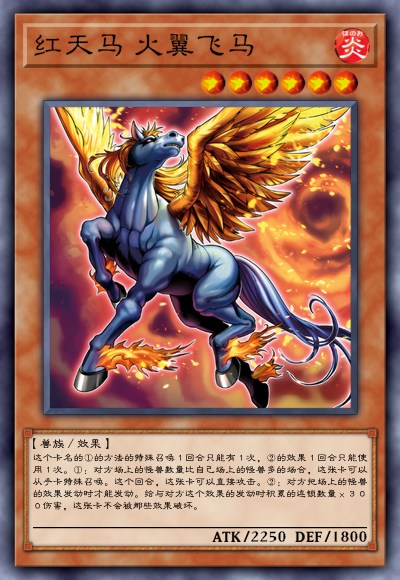 红天马 火翼飞马
ほのお
炎
【兽族／效果】
这个卡名的①的方法的特殊召唤1回合只能有1次，②的效果1回合只能使
用1次。①：对方场上的怪兽数量比自己场上的怪兽多的场合，这张卡可以
从手卡特殊召唤。这个回合，这张卡可以直接攻击。②：对方把场上的怪兽
的效果发动时才能发动。给与对方这个效果的发动时积累的连锁数量×30
0伤害，这张卡不会被那些效果破坏。
ATK/2250 DEF/1800